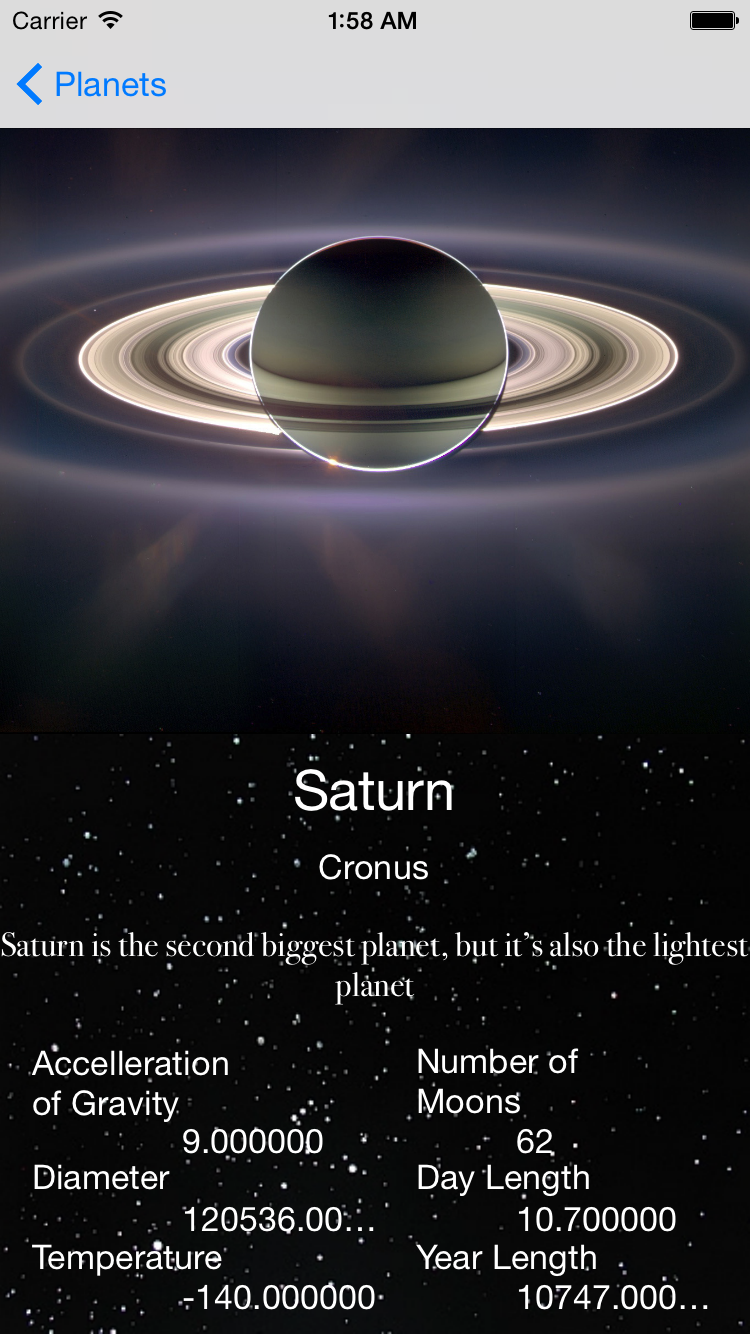 Carrier 1:58 AM
Planets
Saturn
Cronus
Saturn is the second biggest planet, but it’s also the lightest
planet
Accelleration
of Gravity
9.000000
Number of
Moons
62
Diameter
120536.00…
Day Length
10.700000
Temperature
-140.000000
Year Length
10747.000…